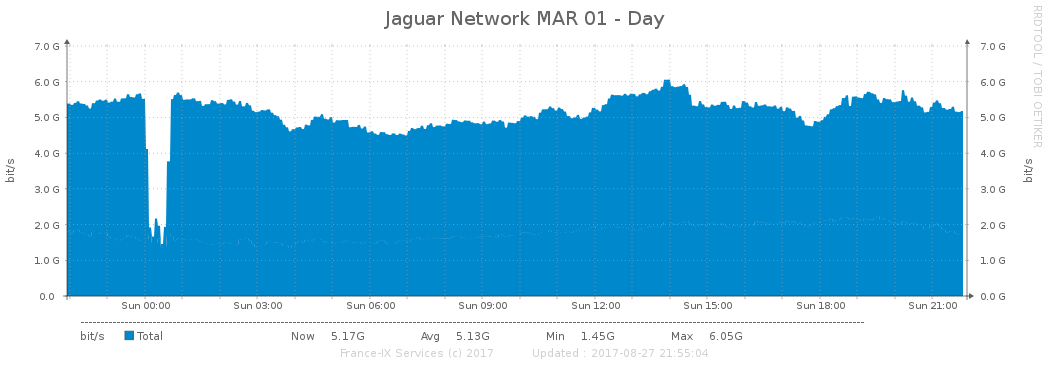 Jaguar Network MAR 01 - Day
RRDTOOL / TOBI OETIKER
7.0 G 7.0 G
6.0 G 6.0 G
5.0 G 5.0 G
4.0 G 4.0 G
bit/s bit/s
3.0 G 3.0 G
2.0 G 2.0 G
1.0 G 1.0 G
0.0 0.0 G
Sun 00:00 Sun 03:00 Sun 06:00 Sun 09:00 Sun 12:00 Sun 15:00 Sun 18:00 Sun 21:00
bit/s Total Now 5.17G Avg 5.13G Min 1.45G Max 6.05G
France-IX Services (c) 2017 Updated : 2017-08-27 21:55:04